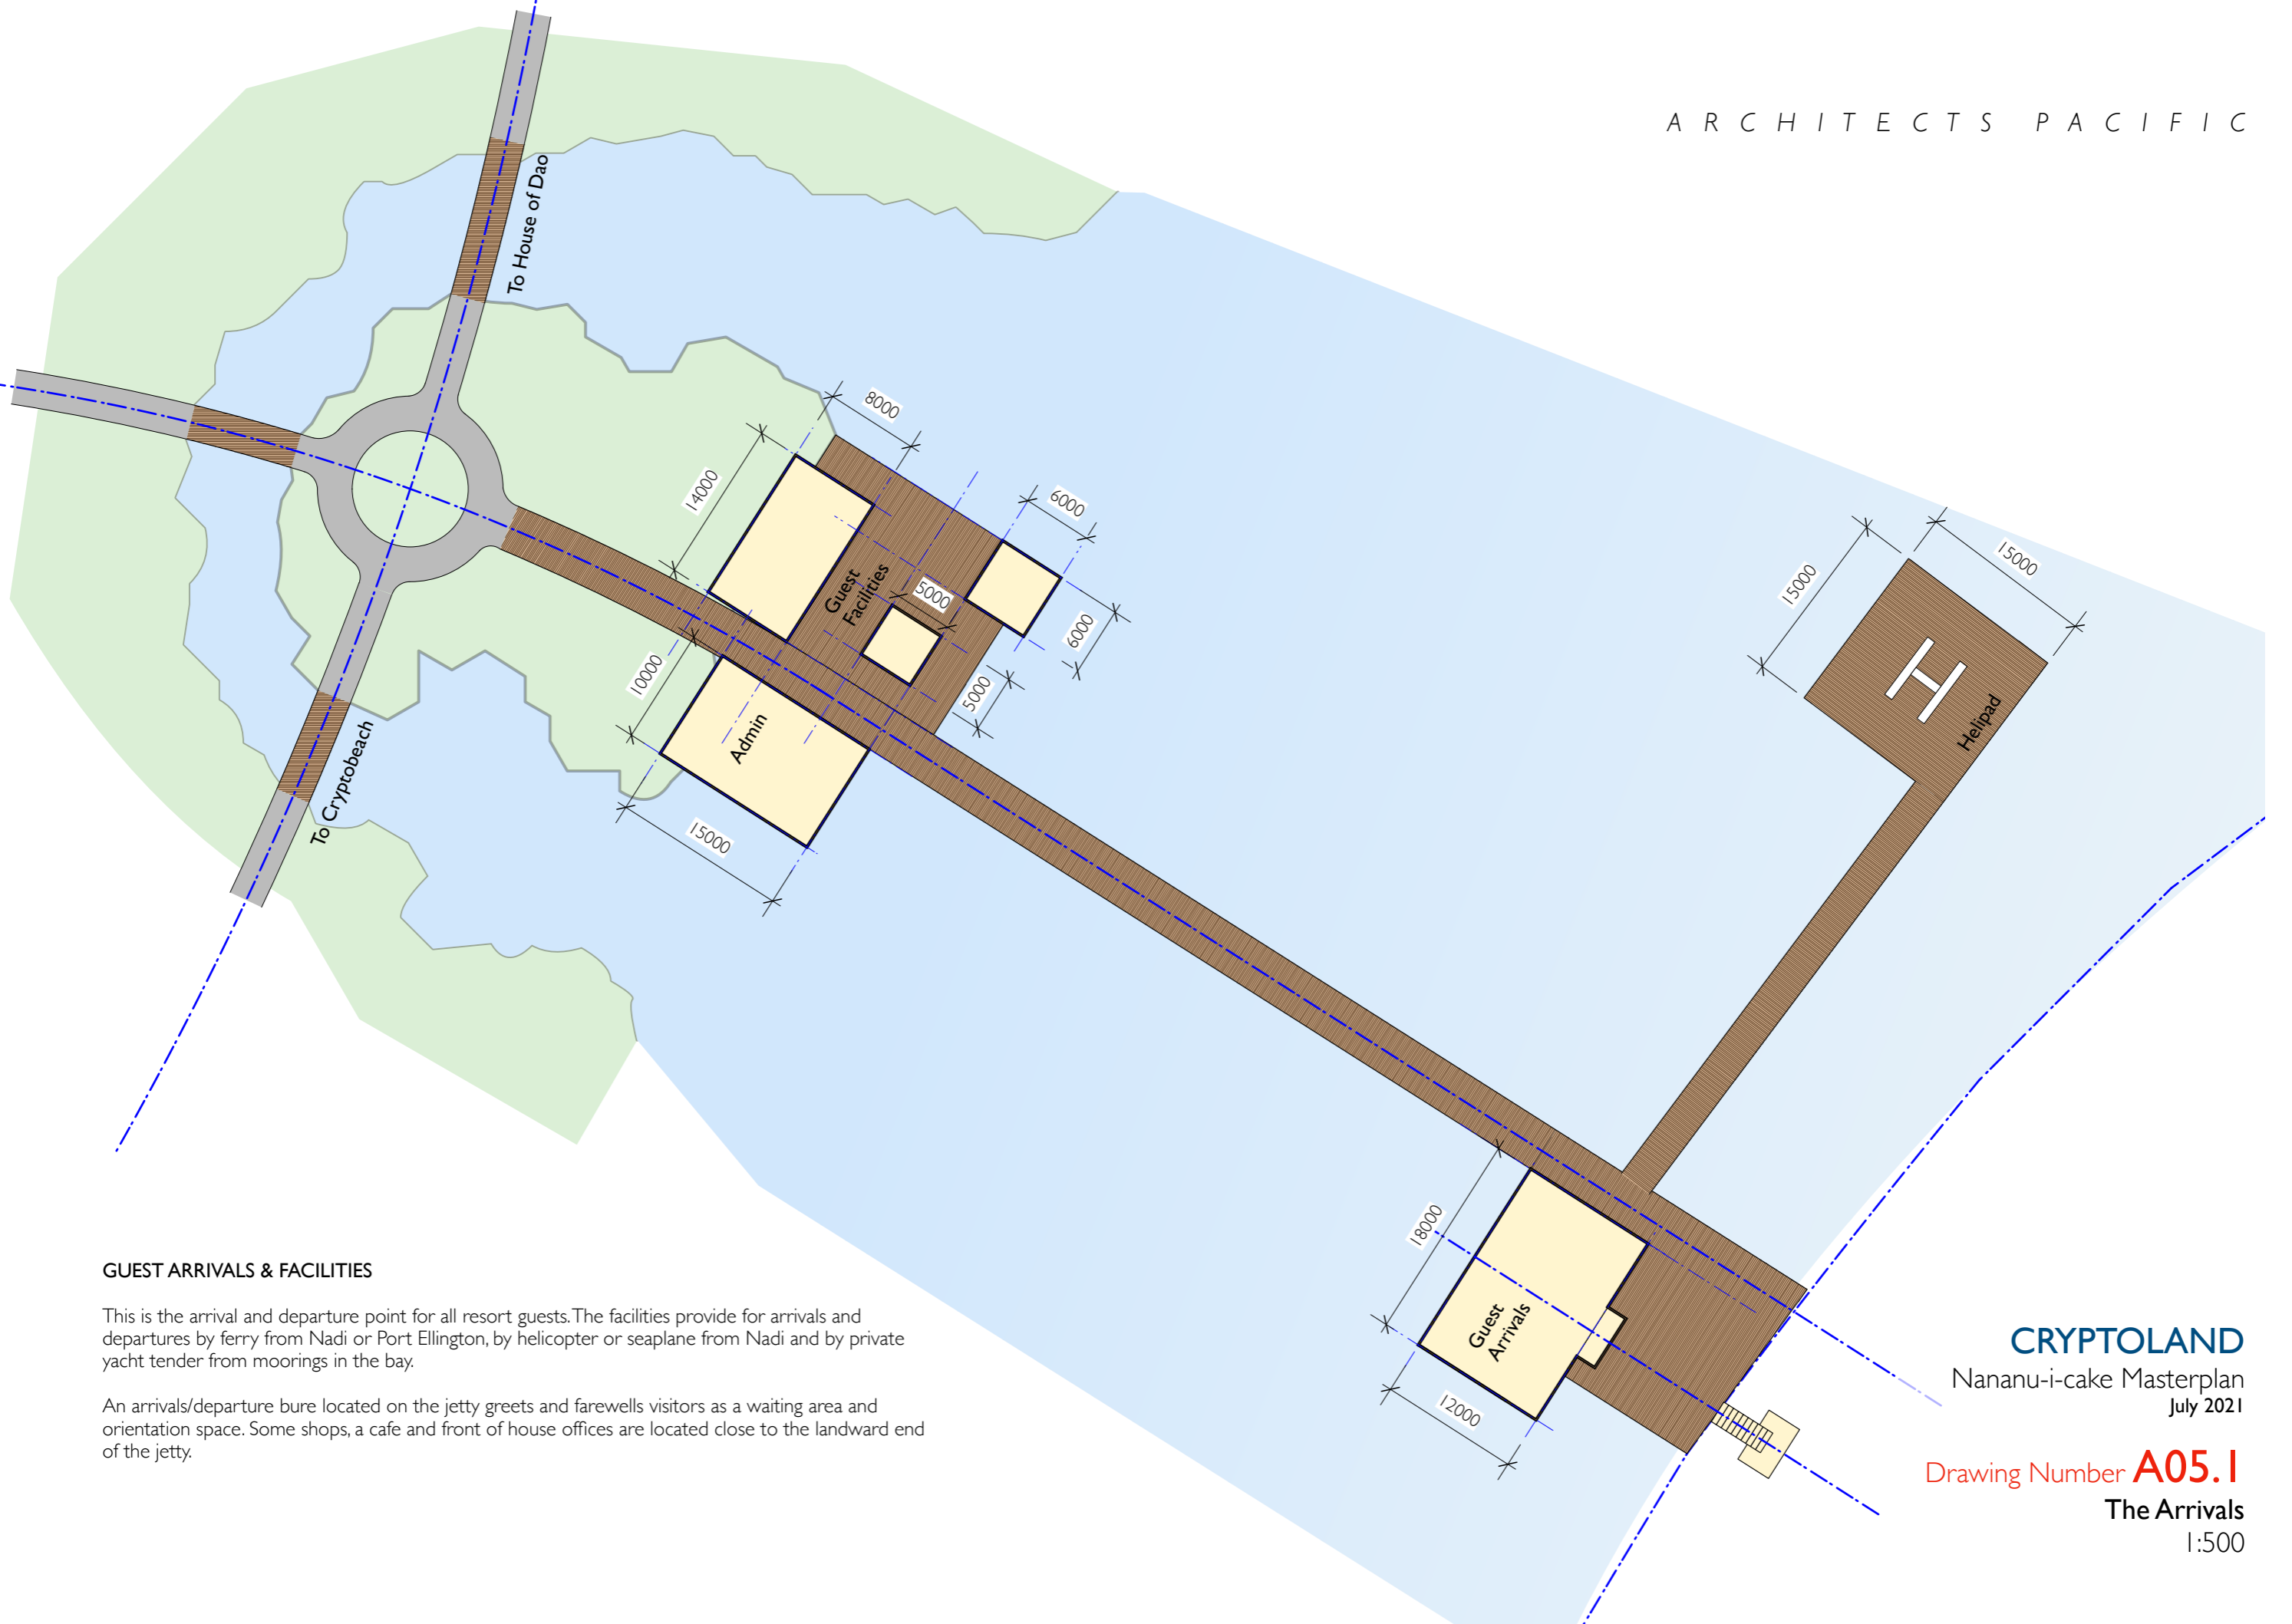 ARCHITECTS PACIFIC
To House of Dao
8000
14000
6000
Guest
Facilities
5000
6000
5000
10000
Admin
15000
To Cryptobeach
15000
15000
H
Helipad
18000
Guest
Arrivals
12000
GUEST ARRIVALS & FACILITIES
This is the arrival and departure point for all resort guests. The facilities provide for arrivals and
departures by ferry from Nadi or Port Ellington, by helicopter or seaplane from Nadi and by private
yacht tender from moorings in the bay.
An arrivals/departure bure located on the jetty greets and farewells visitors as a waiting area and
orientation space. Some shops, a cafe and front of house offices are located close to the landward end
of the jetty.
CRYPTOLAND
Nananu-i-cake Masterplan
July 2021
Drawing Number A05.1
The Arrivals
1:500